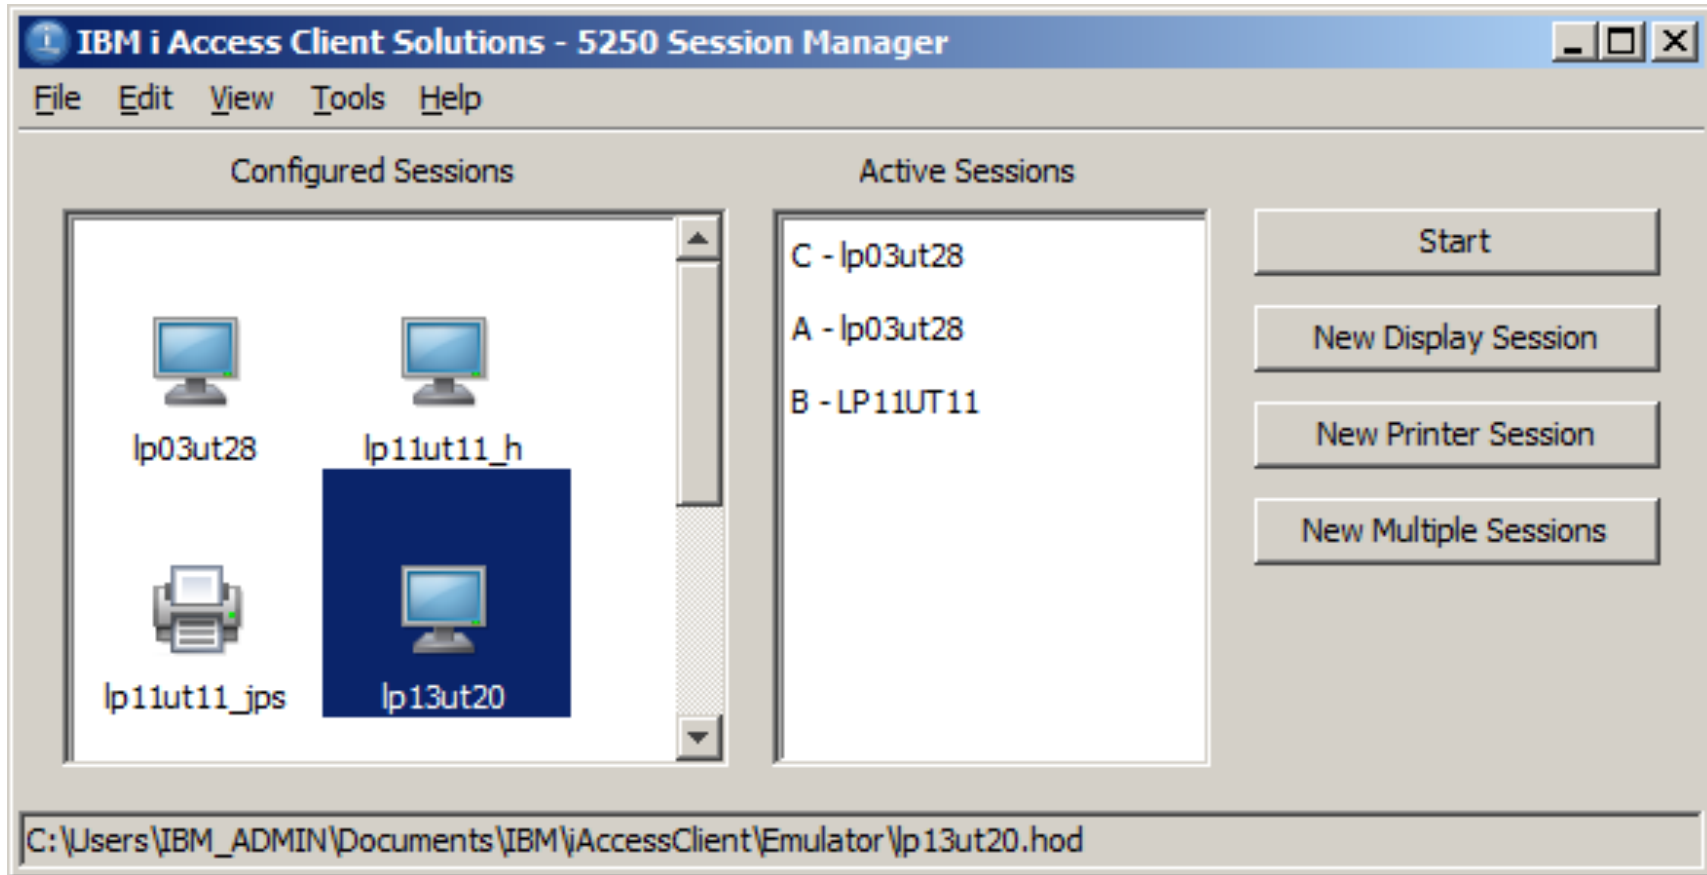 IBM i Access Client Solutions - 5250 Session Manager
File Edit View Tools Help
Configured Sessions
Active Sessions
lp03ut28
lp11ut11_h
lp11ut11_jps
lp13ut20
C - lp03ut28
A - lp03ut28
B - LP11UT11
Start
New Display Session
New Printer Session
New Multiple Sessions
C:\Users\IBM_ADMIN\Documents\IBM\iAccessClient\Emulator\lp13ut20.hod